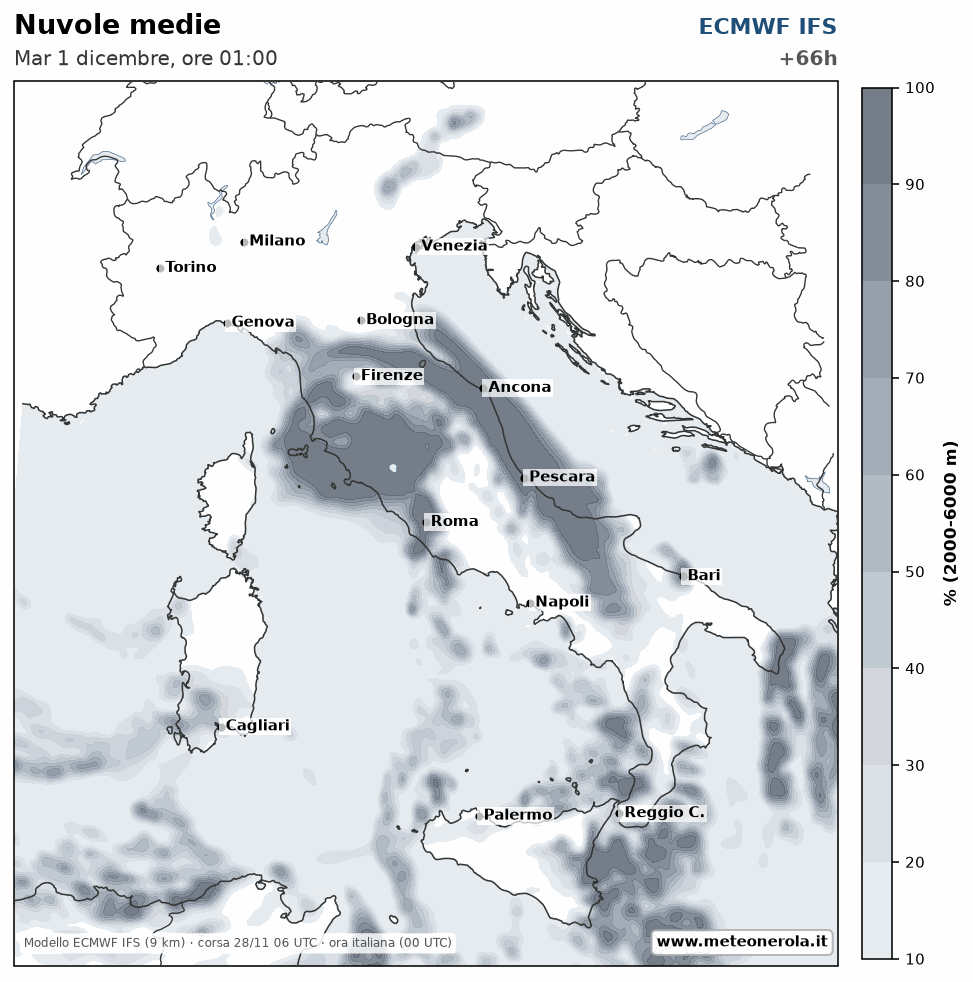 Nuvole medie
ECMWF IFS
Mar 1 dicembre, ore 01:00
+66h
Milano
Venezia
Torino
Genova
Bologna
Firenze
Ancona
Pescara
Roma
Bari
Napoli
Cagliari
Palermo
Reggio C.
Modello ECMWF IFS (9 km) · corsa 28/11 06 UTC · ora italiana (00 UTC)
www.meteonerola.it
100
90
80
70
60
50
40
30
20
10
% (2000-6000 m)